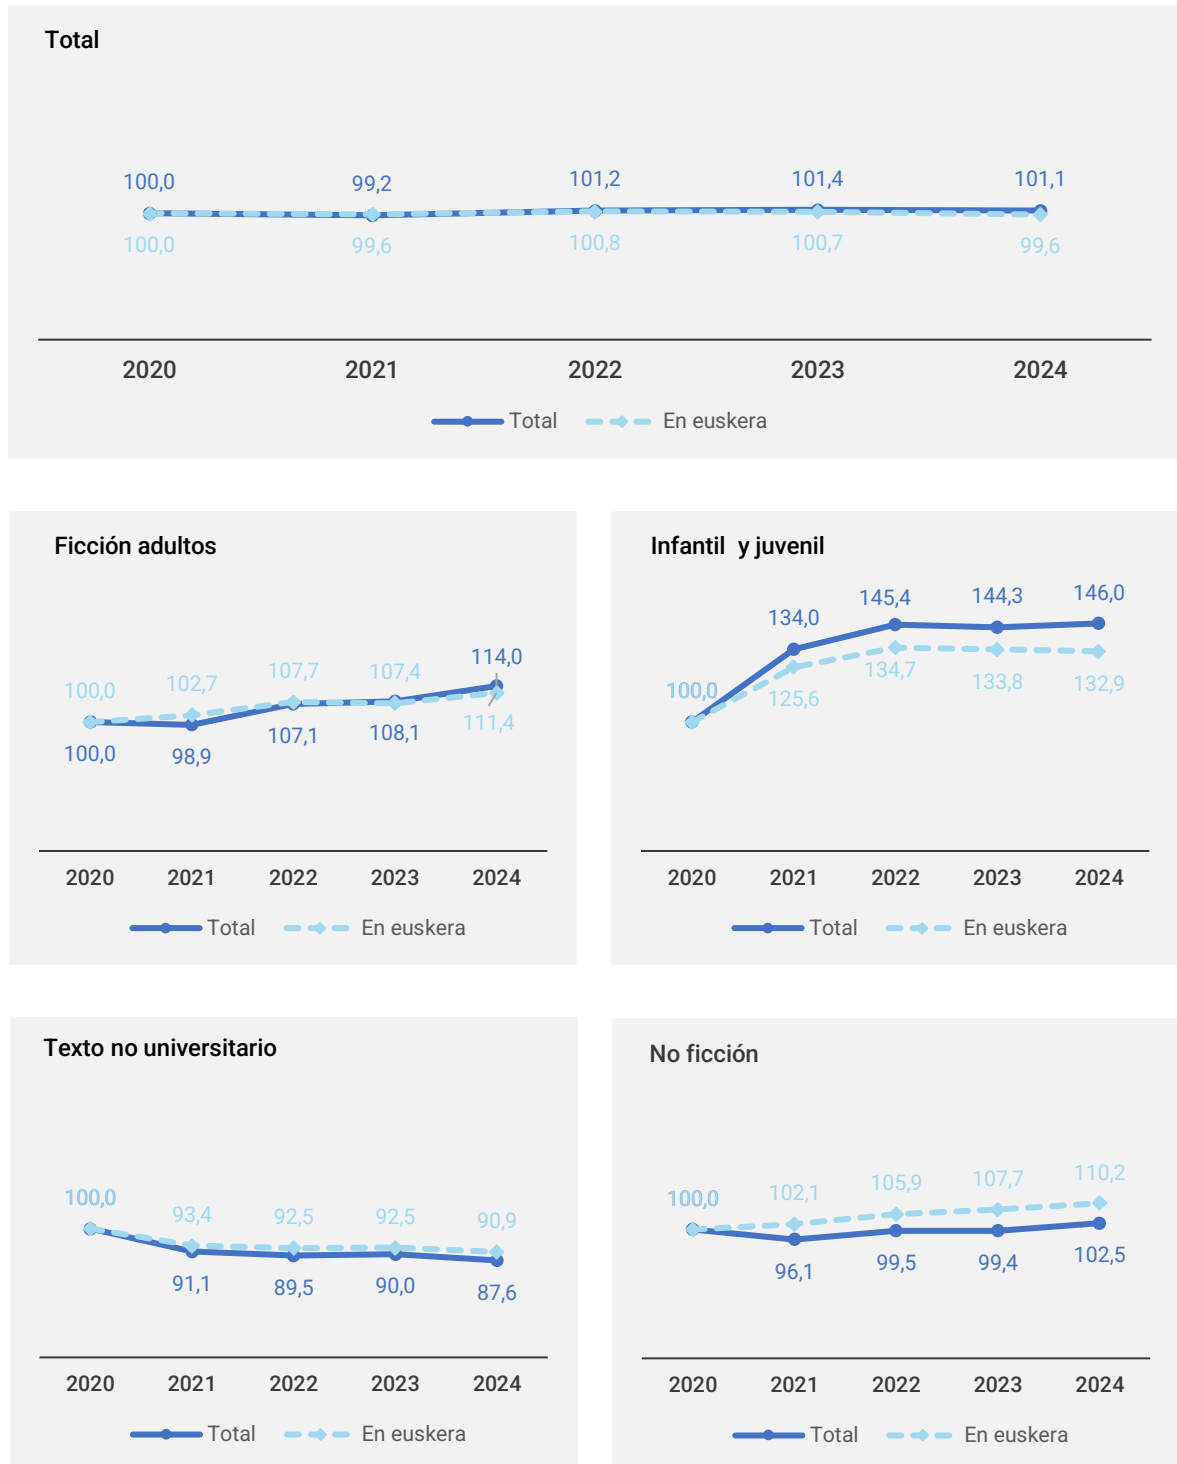 Total
100,0 99,2 101,2 101,4 101,1
100,0 99,6 100,8 100,7 99,6
2020 2021 2022 2023 2024
Total En euskera
Ficción adultos
100,0 102,7 107,7 107,4 114,0
100,0 98,9 107,1 108,1 111,4
2020 2021 2022 2023 2024
Total En euskera
Infantil y juvenil
100,0 134,0 145,4 144,3 146,0
100,0 125,6 134,7 133,8 132,9
2020 2021 2022 2023 2024
Total En euskera
Texto no universitario
100,0 93,4 92,5 92,5 90,9
100,0 91,1 89,5 90,0 87,6
2020 2021 2022 2023 2024
Total En euskera
No ficción
100,0 102,1 105,9 107,7 110,2
100,0 96,1 99,5 99,4 102,5
2020 2021 2022 2023 2024
Total En euskera